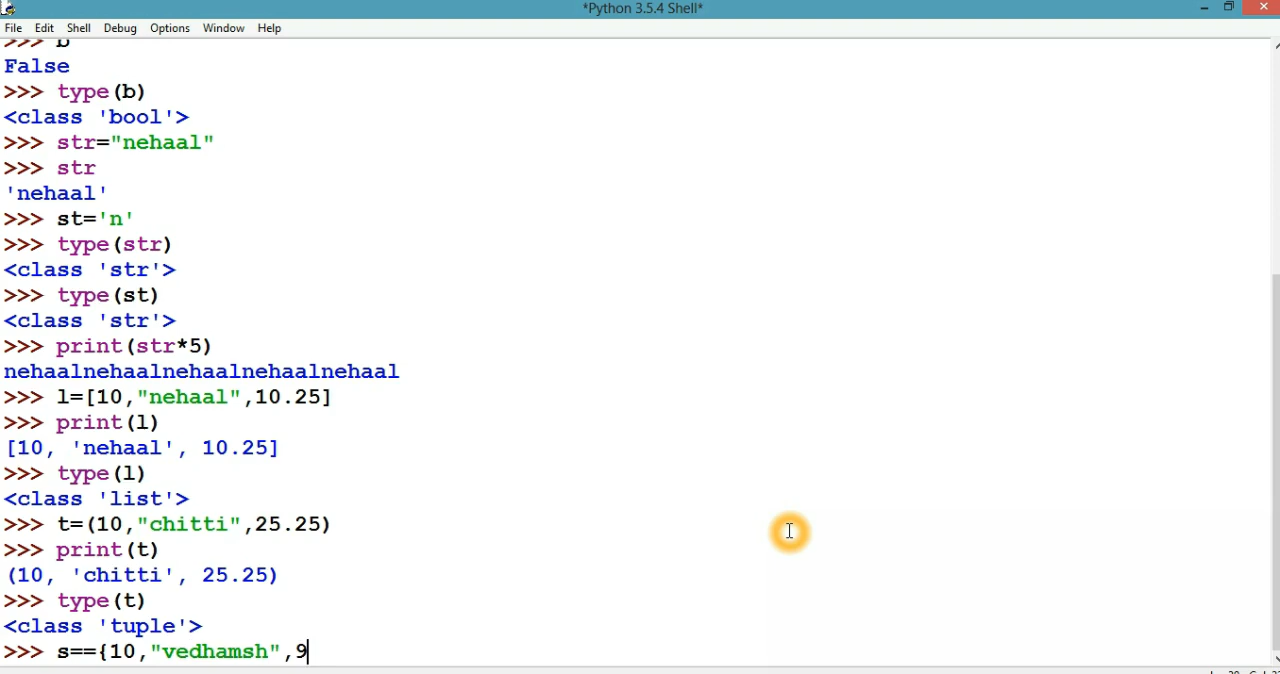 *Python 3.5.4 Shell*
File Edit Shell Debug Options Window Help
>>> b
False
>>> type(b)
<class 'bool'>
>>> str="nehaal"
>>> str
'nehaal'
>>> st='n'
>>> type(str)
<class 'str'>
>>> type(st)
<class 'str'>
>>> print(str*5)
nehaalnehaalnehaalnehaalnehaal
>>> l=[10,"nehaal",10.25]
>>> print(l)
[10, 'nehaal', 10.25]
>>> type(l)
<class 'list'>
>>> t=(10,"chitti",25.25)
>>> print(t)
(10, 'chitti', 25.25)
>>> type(t)
<class 'tuple'>
>>> s=={10,"vedhamsh",9